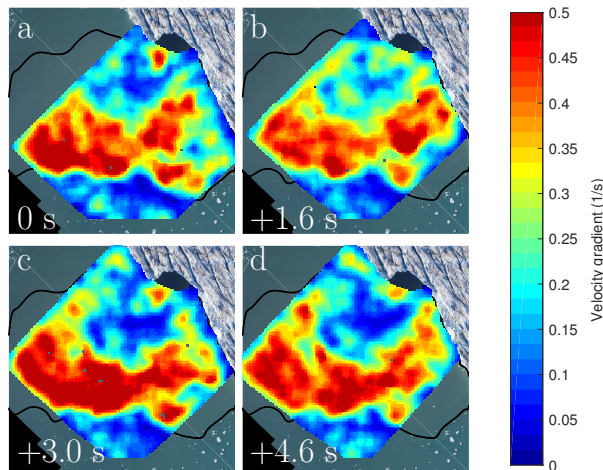 a
b
0 s
+1.6 s
c
d
+3.0 s
+4.6 s
0.5
0.45
0.4
0.35
0.3
0.25
0.2
0.15
0.1
0.05
0
Velocity gradient (1/s)